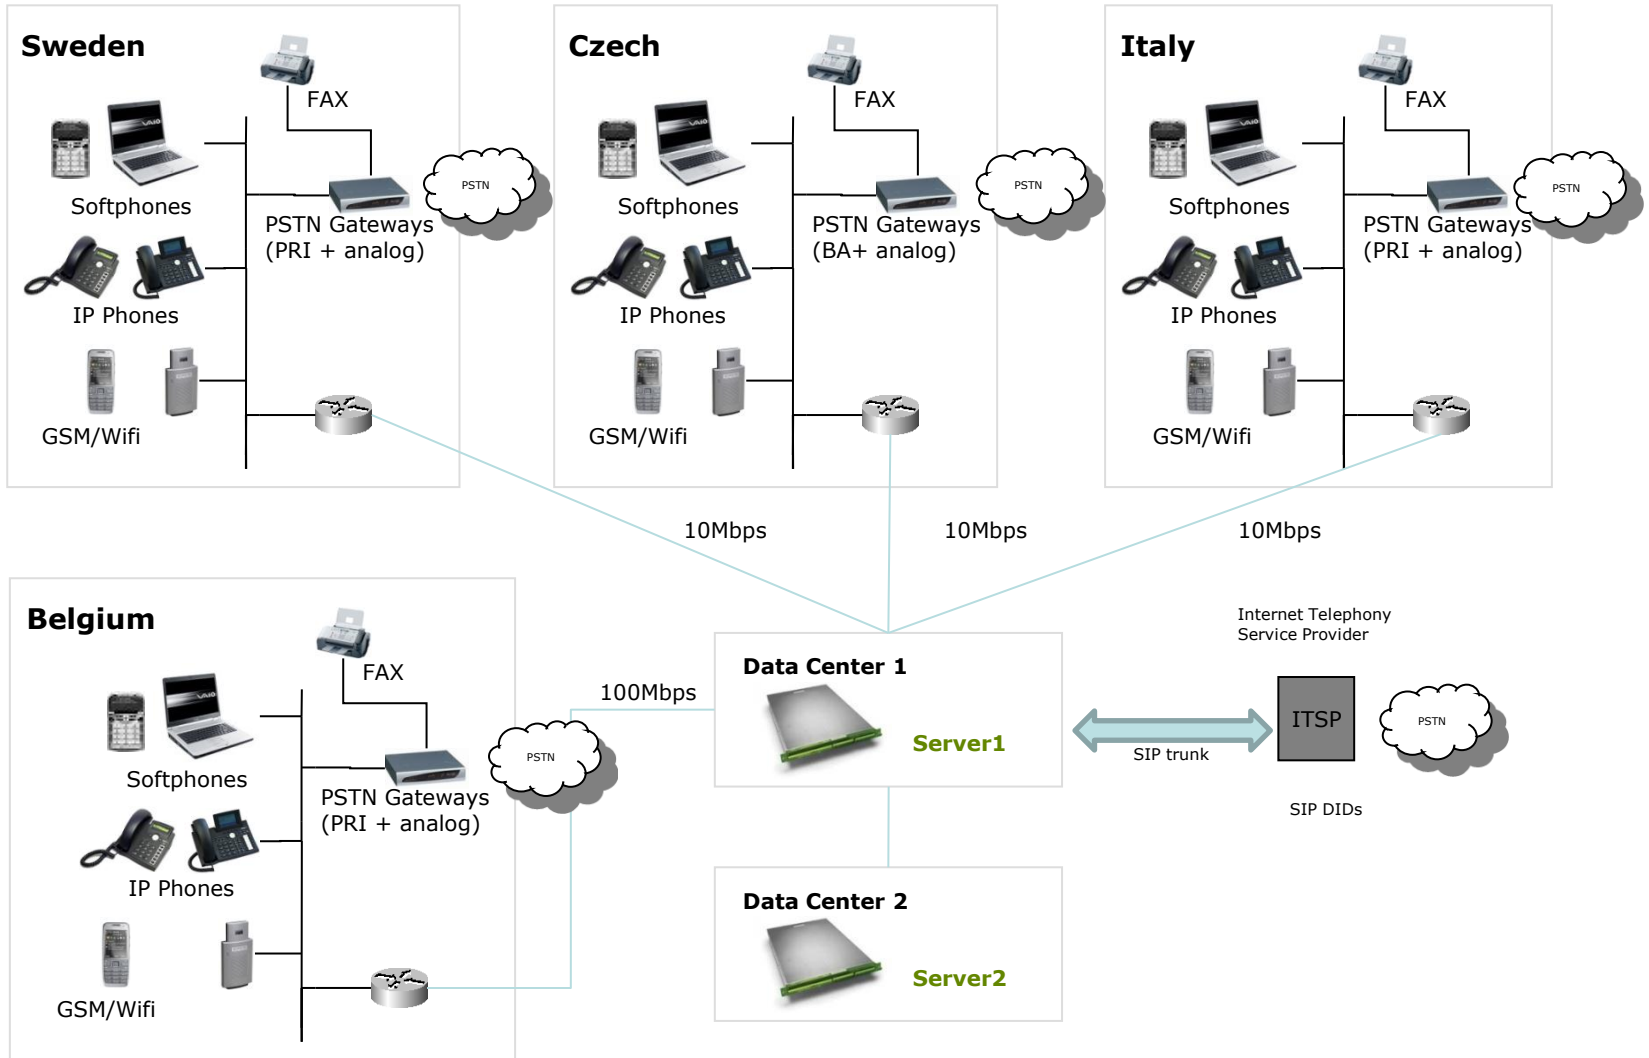 Sweden
FAX
Softphones
PSTN
PSTN Gateways
(PRI + analog)
IP Phones
GSM/Wifi
Czech
FAX
Softphones
PSTN
PSTN Gateways
(BA+ analog)
IP Phones
GSM/Wifi
Italy
FAX
Softphones
PSTN
PSTN Gateways
(PRI + analog)
IP Phones
GSM/Wifi
10Mbps
10Mbps
10Mbps
Belgium
FAX
Softphones
PSTN
PSTN Gateways
(PRI + analog)
IP Phones
GSM/Wifi
100Mbps
Data Center 1
Server1
SIP trunk
Internet Telephony
Service Provider
ITSP
PSTN
SIP DIDs
Data Center 2
Server2